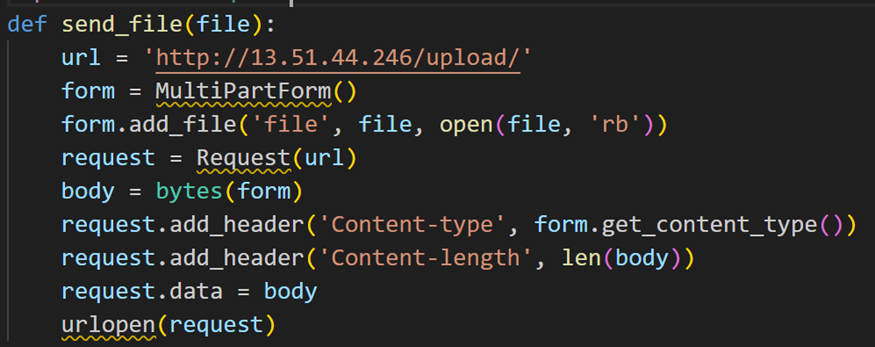 def send_file(file):
    url = 'http://13.51.44.246/upload/'
    form = MultiPartForm()
    form.add_file('file', file, open(file, 'rb'))
    request = Request(url)
    body = bytes(form)
    request.add_header('Content-type', form.get_content_type())
    request.add_header('Content-length', len(body))
    request.data = body
    urlopen(request)